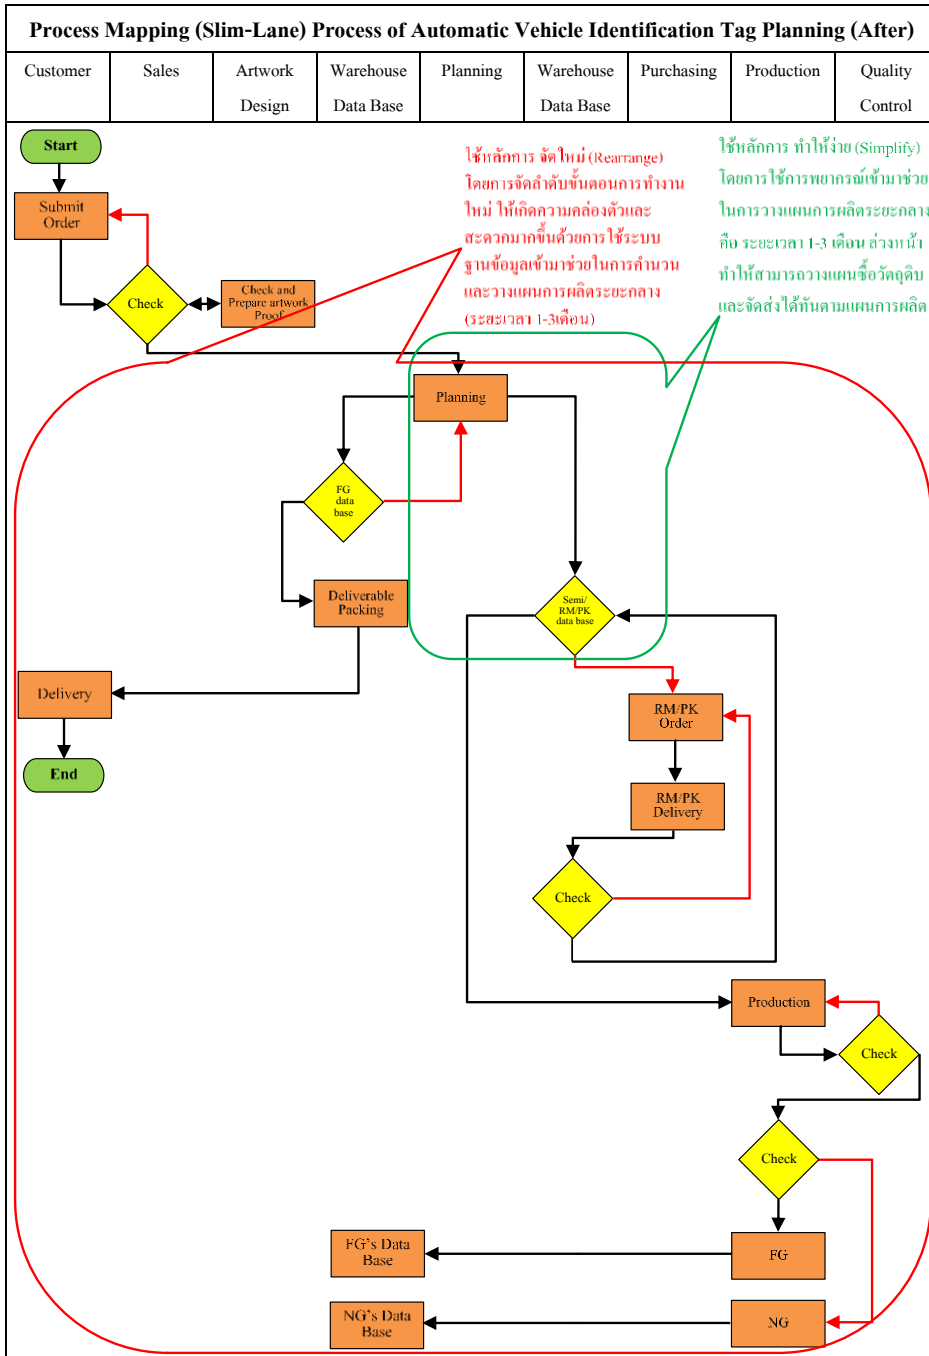 Process Mapping (Slim-Lane) Process of Automatic Vehicle Identification Tag Planning (After)
Customer
Sales
Artwork
Design
Warehouse
Data Base
Planning
Warehouse
Data Base
Purchasing
Production
Quality
Control
ใช้หลักการ จัดใหม่ (Rearrange)
โดยการจัดลำดับขั้นตอนการทำงาน
ใหม่ ให้เกิดความคล่องตัวและ
สะดวกมากขึ้นด้วยการใช้ระบบ
ฐานข้อมูลเข้ามาช่วยในการคำนวน
และวางแผนการผลิตระยะกลาง
(ระยะเวลา 1-3เดือน)
ใช้หลักการ ทำให้ง่าย (Simplify)
โดยการใช้การพยากรณ์เข้ามาช่วย
ในการวางแผนการผลิตระยะกลาง
คือ ระยะเวลา 1-3 เดือน ล่วงหน้า
ทำให้สามารถวางแผนซื้อวัตถุดิบ
และจัดส่งได้ทันตามแผนการผลิต
Start
Submit
Order
Check
Check and
Prepare artwork
Proof
Planning
FG
data
base
Deliverable
Packing
Semi/
RM/PK
data base
Delivery
End
RM/PK
Order
RM/PK
Delivery
Check
Production
Check
Check
FG's Data
Base
FG
NG's Data
Base
NG